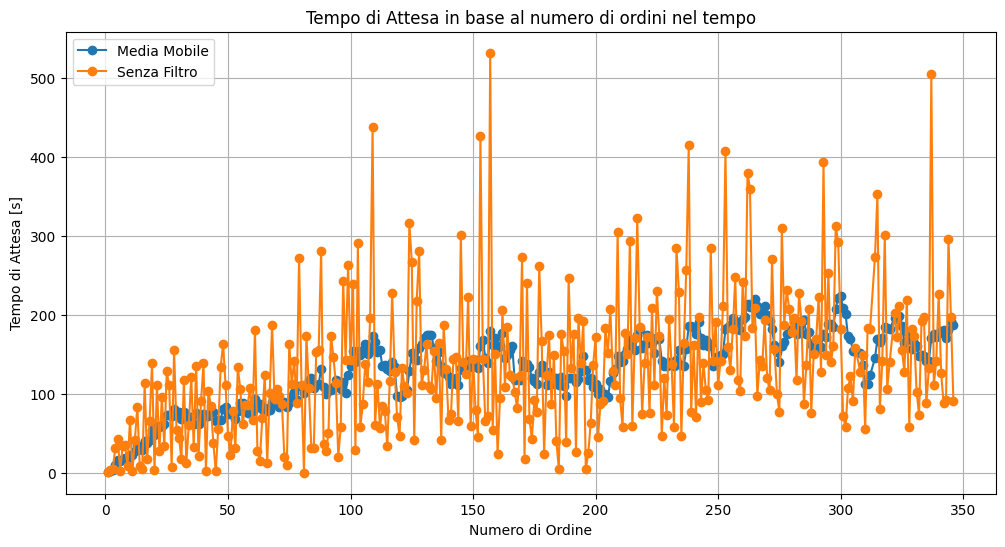 Tempo di Attesa in base al numero di ordini nel tempo
Media Mobile
Senza Filtro
Tempo di Attesa [s]
500
400
300
200
100
0
0 50 100 150 200 250 300 350
Numero di Ordine